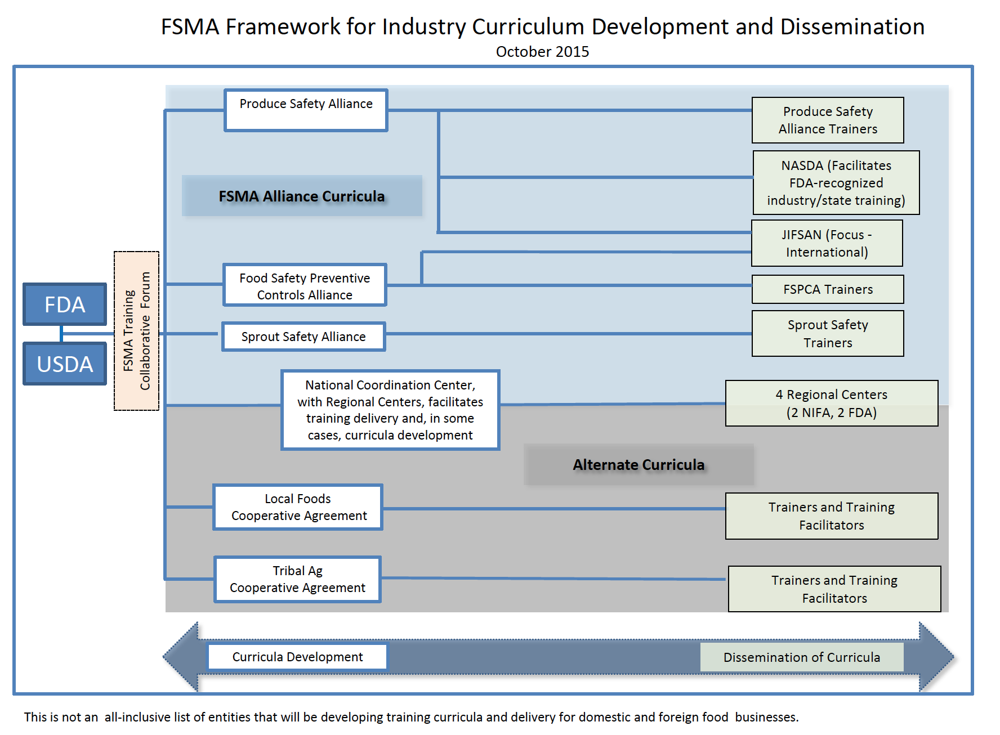 FSMA Framework for Industry Curriculum Development and Dissemination
October 2015
Produce Safety Alliance
Produce Safety
Alliance Trainers
NASDA (Facilitates
FDA-recognized
industry/state training)
FSMA Alliance Curricula
JIFSAN (Focus -
International)
Food Safety Preventive
Controls Alliance
FSPCA Trainers
FDA
USDA
FSMA Training
Collaborative Forum
Sprout Safety Alliance
Sprout Safety
Trainers
National Coordination Center,
with Regional Centers, facilitates
training delivery and, in some
cases, curricula development
4 Regional Centers
(2 NIFA, 2 FDA)
Alternate Curricula
Local Foods
Cooperative Agreement
Trainers and Training
Facilitators
Tribal Ag
Cooperative Agreement
Trainers and Training
Facilitators
Curricula Development
Dissemination of Curricula
This is not an all-inclusive list of entities that will be developing training curricula and delivery for domestic and foreign food businesses.